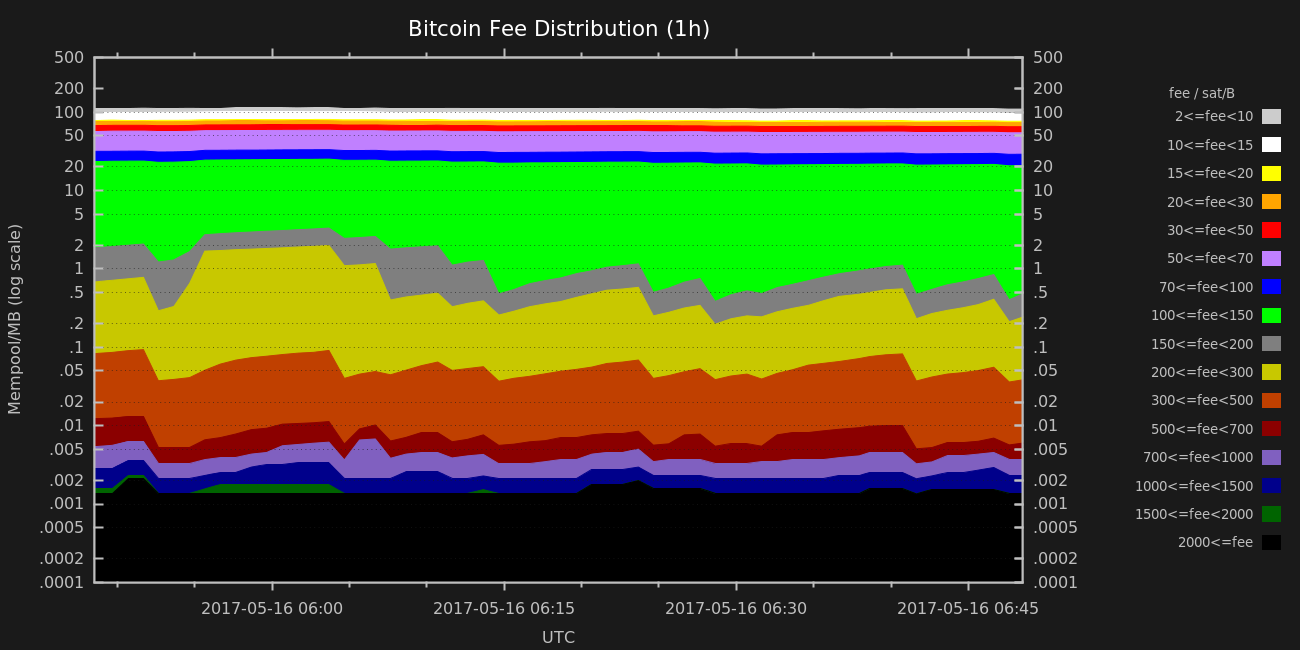 Bitcoin Fee Distribution (1h)
500
200
100
50
20
10
5
2
1
.5
.2
.1
.05
.02
.01
.005
.002
.001
.0005
.0002
.0001
Mempool/MB (log scale)
500
200
100
50
20
10
5
2
1
.5
.2
.1
.05
.02
.01
.005
.002
.001
.0005
.0002
.0001
2017-05-16 06:00 2017-05-16 06:15 2017-05-16 06:30 2017-05-16 06:45
UTC
fee / sat/B
2<=fee<10
10<=fee<15
15<=fee<20
20<=fee<30
30<=fee<50
50<=fee<70
70<=fee<100
100<=fee<150
150<=fee<200
200<=fee<300
300<=fee<500
500<=fee<700
700<=fee<1000
1000<=fee<1500
1500<=fee<2000
2000<=fee